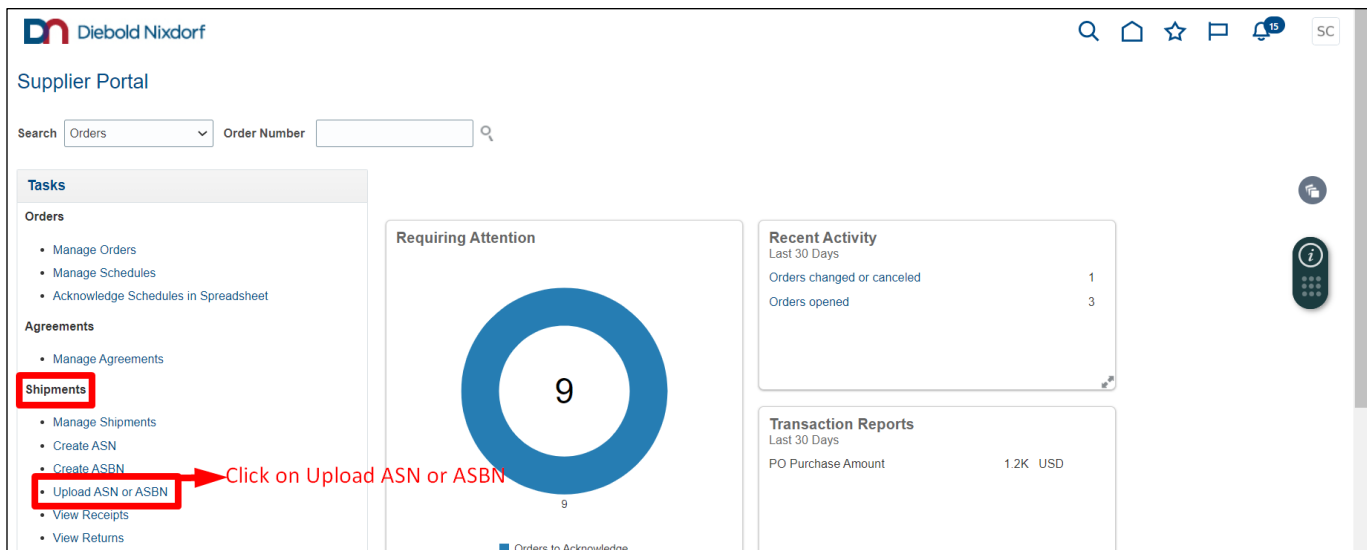 DN Diebold Nixdorf
15
SC
Supplier Portal
Search Orders Order Number
Tasks
Orders
• Manage Orders
• Manage Schedules
• Acknowledge Schedules in Spreadsheet
Agreements
• Manage Agreements
Shipments
• Manage Shipments
• Create ASN
• Create ASBN
• Upload ASN or ASBN
• View Receipts
• View Returns
Click on Upload ASN or ASBN
Requiring Attention
9
9
Orders to Acknowledge
Recent Activity
Last 30 Days
Orders changed or canceled 1
Orders opened 3
Transaction Reports
Last 30 Days
PO Purchase Amount 1.2K USD
i